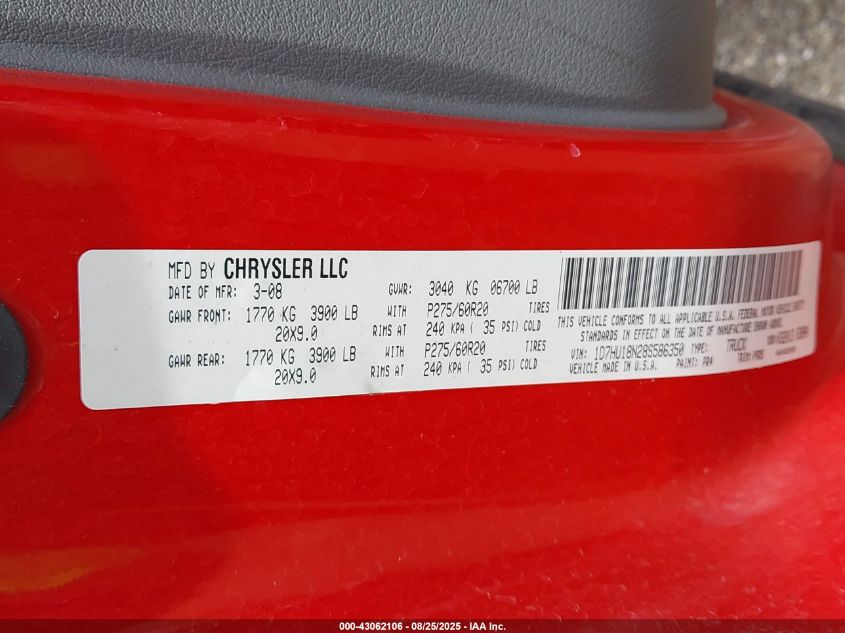 MFD BY CHRYSLER LLC
DATE OF MFR: 3-08 GVWR: 3040 KG 06700 LB
GAWR FRONT: 1770 KG 3900 LB WITH P275/60R20 TIRES
20X9.0 RIMS AT 240 KPA ( 35 PSI) COLD
GAWR REAR: 1770 KG 3900 LB WITH P275/60R20 TIRES
20X9.0 RIMS AT 240 KPA ( 35 PSI) COLD
THIS VEHICLE CONFORMS TO ALL APPLICABLE U.S.A. FEDERAL MOTOR VEHICLE SAFETY
STANDARDS IN EFFECT ON THE DATE OF MANUFACTURE SHOWN ABOVE.
VIN: 1D7HU18N28S586350 TYPE: TRUCK
VEHICLE MADE IN U.S.A. PAINT: PR4 TRIM:
000-43062106 - 08/25/2025 - IAA Inc.